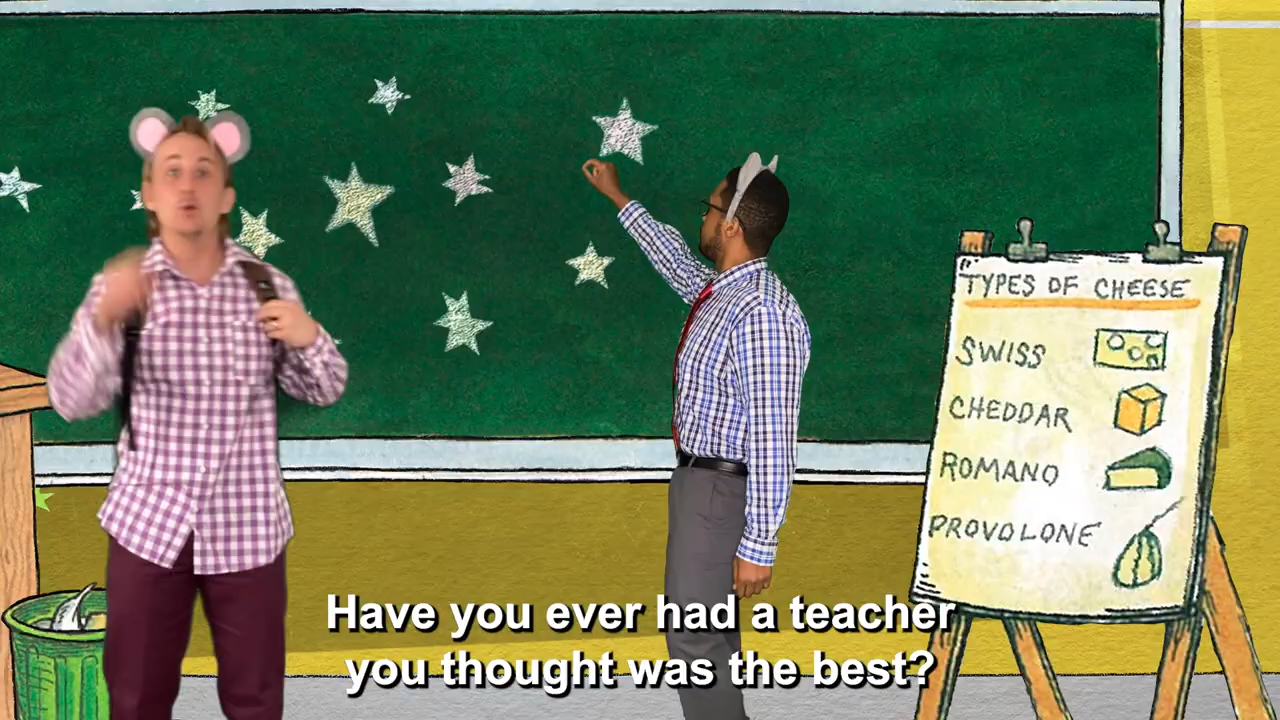 TYPES OF CHEESE
SWISS
CHEDDAR
ROMANO
PROVOLONE
Have you ever had a teacher
you thought was the best?